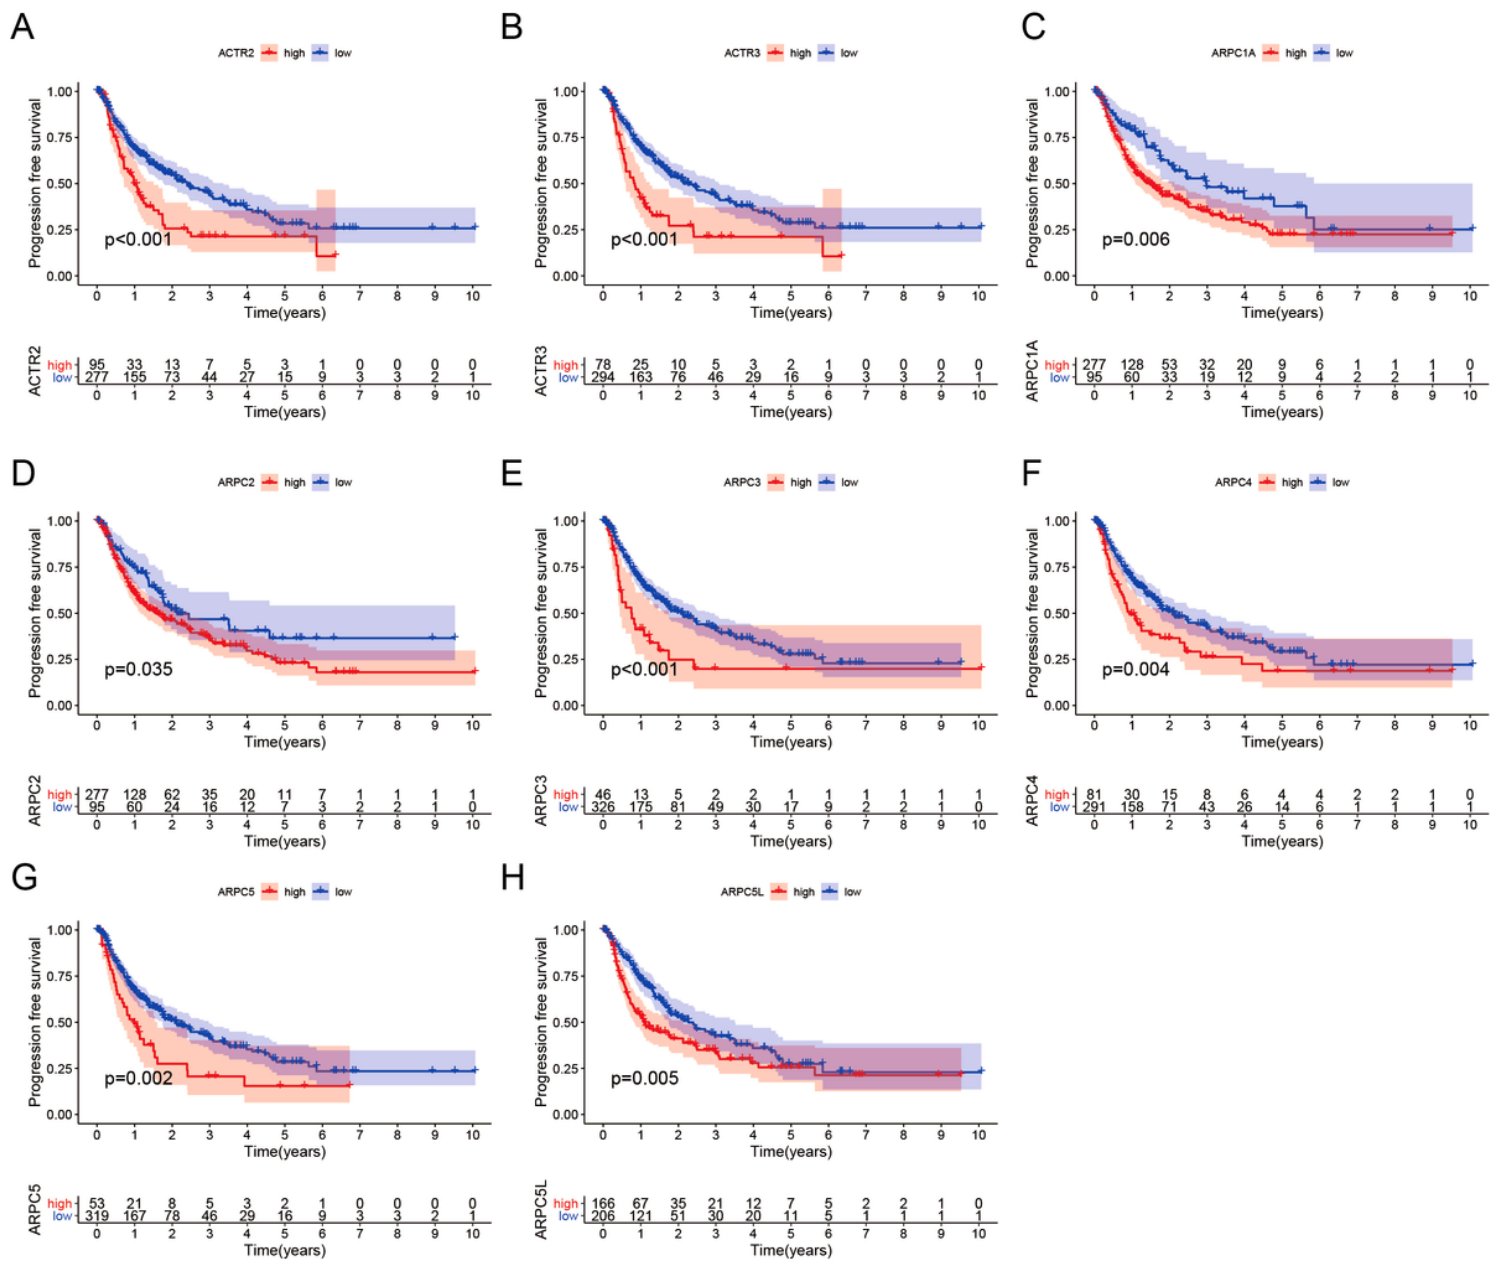 A
ACTR2 high low
Progression free survival
1.00
0.75
0.50
0.25
0.00
p<0.001
0 1 2 3 4 5 6 7 8 9 10
Time(years)
ACTR2
high 95 33 13 7 5 3 1 0 0 0 0
low 277 155 73 44 27 15 9 3 3 2 1
0 1 2 3 4 5 6 7 8 9 10
Time(years)
B
ACTR3 high low
Progression free survival
1.00
0.75
0.50
0.25
0.00
p<0.001
0 1 2 3 4 5 6 7 8 9 10
Time(years)
ACTR3
high 78 25 10 5 3 2 1 0 0 0 0
low 294 163 76 46 29 16 9 3 3 2 1
0 1 2 3 4 5 6 7 8 9 10
Time(years)
C
ARPC1A high low
Progression free survival
1.00
0.75
0.50
0.25
0.00
p=0.006
0 1 2 3 4 5 6 7 8 9 10
Time(years)
ARPC1A
high 277 128 53 32 20 9 6 1 1 1 0
low 95 60 33 19 12 9 4 2 2 1 1
0 1 2 3 4 5 6 7 8 9 10
Time(years)
D
ARPC2 high low
Progression free survival
1.00
0.75
0.50
0.25
0.00
p=0.035
0 1 2 3 4 5 6 7 8 9 10
Time(years)
ARPC2
high 277 128 62 35 20 11 7 1 1 1 1
low 95 60 24 16 12 7 3 2 2 1 0
0 1 2 3 4 5 6 7 8 9 10
Time(years)
E
ARPC3 high low
Progression free survival
1.00
0.75
0.50
0.25
0.00
p<0.001
0 1 2 3 4 5 6 7 8 9 10
Time(years)
ARPC3
high 46 13 5 2 2 1 1 1 1 1 1
low 326 175 81 49 30 17 9 2 2 1 0
0 1 2 3 4 5 6 7 8 9 10
Time(years)
F
ARPC4 high low
Progression free survival
1.00
0.75
0.50
0.25
0.00
p=0.004
0 1 2 3 4 5 6 7 8 9 10
Time(years)
ARPC4
high 81 30 15 8 6 4 4 2 2 1 0
low 291 158 71 43 26 14 6 1 1 1 1
0 1 2 3 4 5 6 7 8 9 10
Time(years)
G
ARPC5 high low
Progression free survival
1.00
0.75
0.50
0.25
0.00
p=0.002
0 1 2 3 4 5 6 7 8 9 10
Time(years)
ARPC5
high 53 21 8 5 3 2 1 0 0 0 0
low 319 167 78 46 29 16 9 3 3 2 1
0 1 2 3 4 5 6 7 8 9 10
Time(years)
H
ARPC5L high low
Progression free survival
1.00
0.75
0.50
0.25
0.00
p=0.005
0 1 2 3 4 5 6 7 8 9 10
Time(years)
ARPC5L
high 166 67 35 21 12 7 5 2 2 1 0
low 206 121 51 30 20 11 5 1 1 1 1
0 1 2 3 4 5 6 7 8 9 10
Time(years)